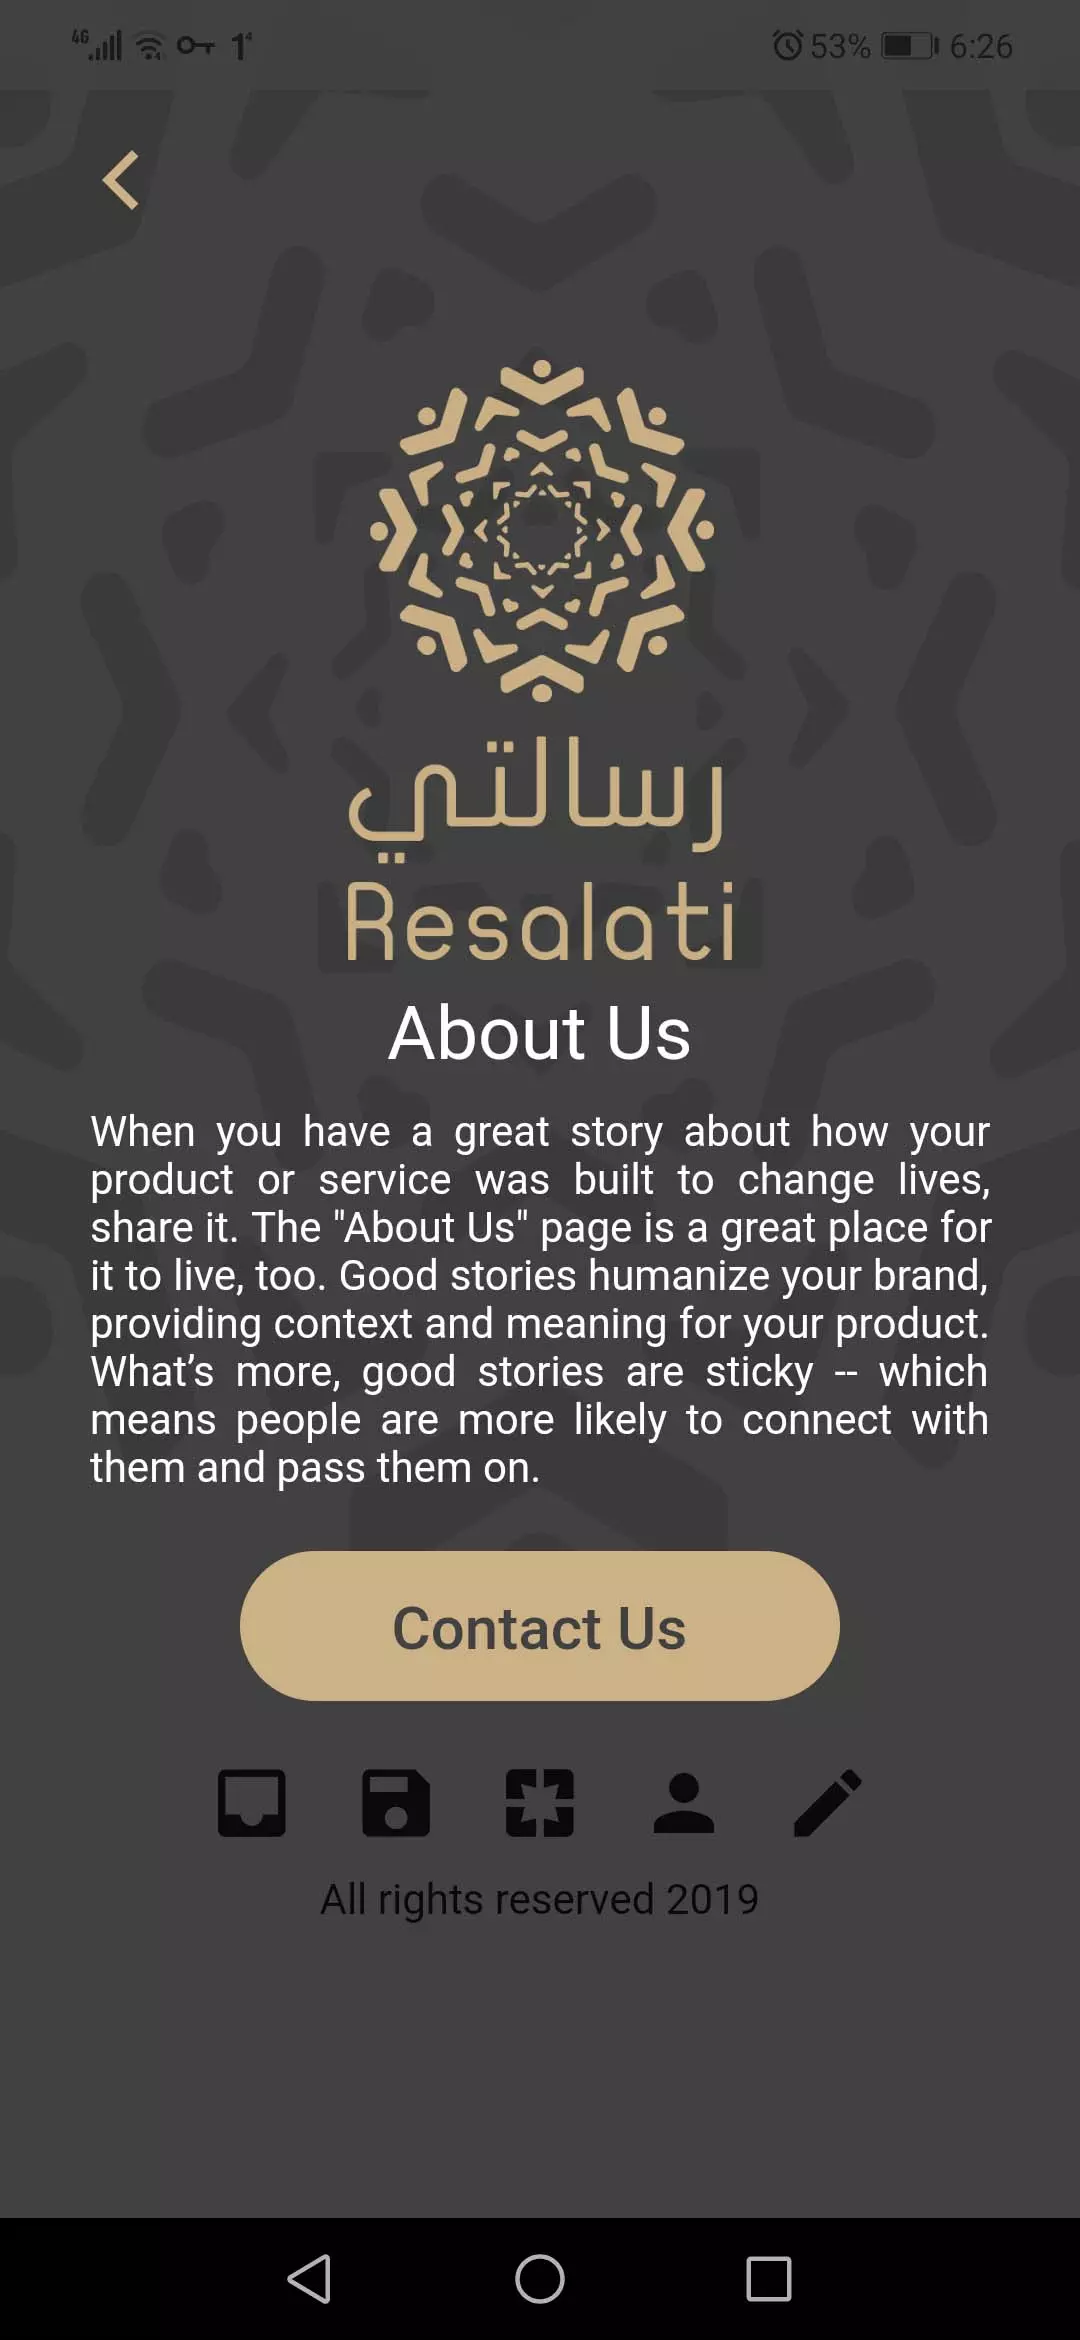 4G 1⁴ 53% 6:26
رسالتي
Resalati
About Us
When you have a great story about how your
product or service was built to change lives,
share it. The "About Us" page is a great place for
it to live, too. Good stories humanize your brand,
providing context and meaning for your product.
What’s more, good stories are sticky -- which
means people are more likely to connect with
them and pass them on.
Contact Us
All rights reserved 2019